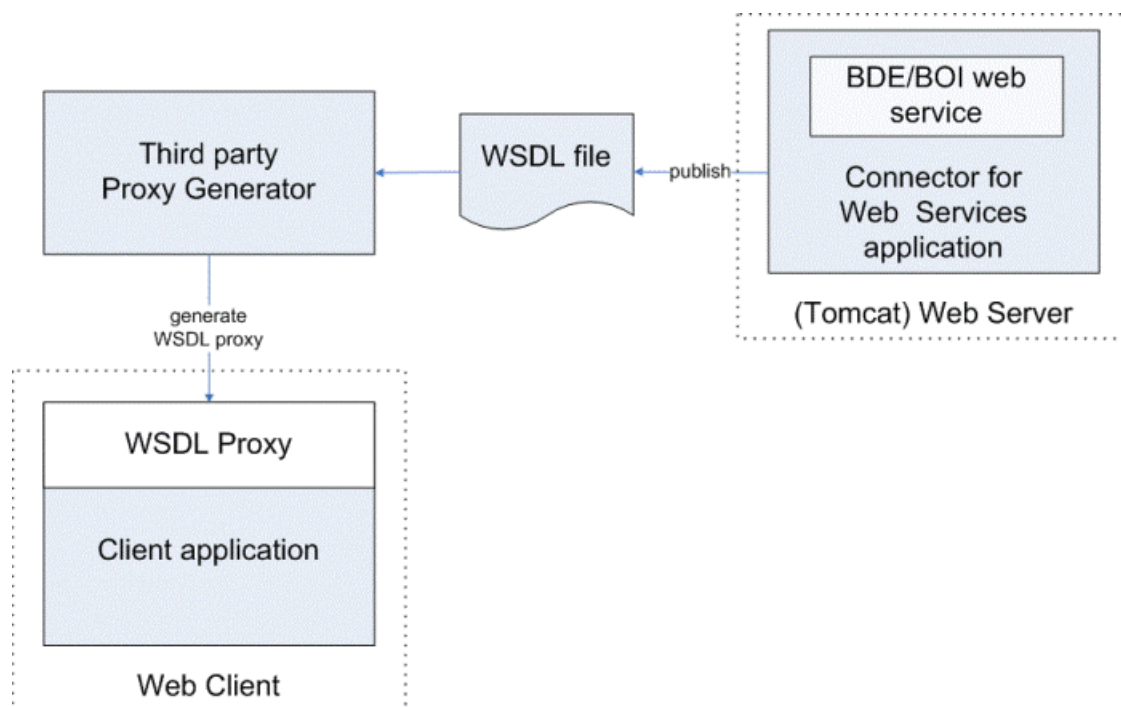 BDE/BOI web
service
Third party
Proxy Generator
WSDL file
publish
Connector for
Web Services
application
(Tomcat) Web Server
generate
WSDL proxy
WSDL Proxy
Client application
Web Client